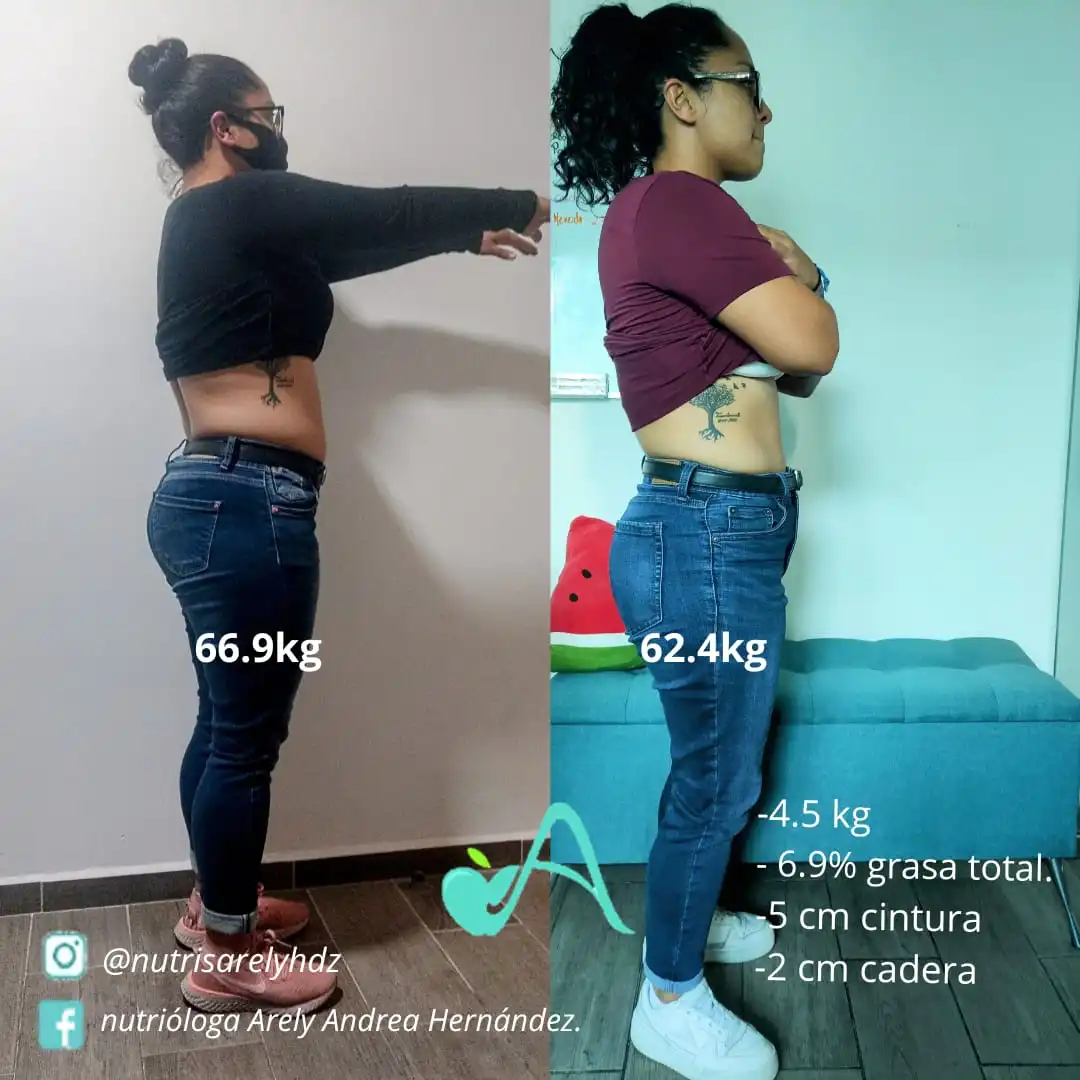 66.9kg
62.4kg
-4.5 kg
- 6.9% grasa total.
-5 cm cintura
-2 cm cadera
@nutrisarelyhdz
nutrióloga Arely Andrea Hernández.